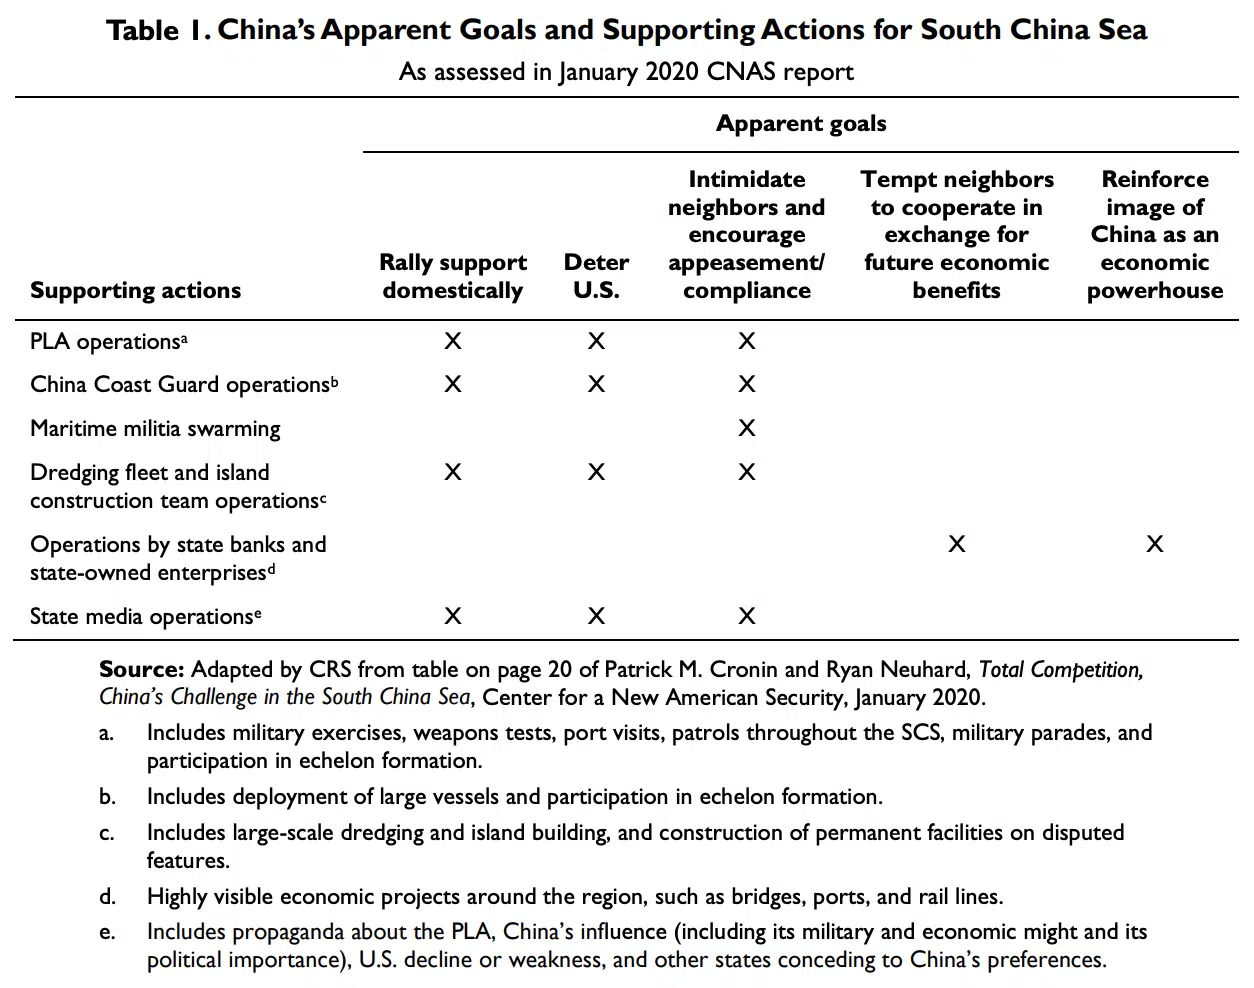 Table 1. China's Apparent Goals and Supporting Actions for South China Sea
As assessed in January 2020 CNAS report
Apparent goals
Supporting actions
Rally support
domestically
Deter
U.S.
Intimidate
neighbors and
encourage
appeasement/
compliance
Tempt neighbors
to cooperate in
exchange for
future economic
benefits
Reinforce
image of
China as an
economic
powerhouse
PLA operationsᵃ X X X
China Coast Guard operationsᵇ X X X
Maritime militia swarming X
Dredging fleet and island X X X
construction team operationsᶜ
Operations by state banks and X X
state-owned enterprisesᵈ
State media operationsᵉ X X X
Source: Adapted by CRS from table on page 20 of Patrick M. Cronin and Ryan Neuhard, Total Competition,
China's Challenge in the South China Sea, Center for a New American Security, January 2020.
a. Includes military exercises, weapons tests, port visits, patrols throughout the SCS, military parades, and
participation in echelon formation.
b. Includes deployment of large vessels and participation in echelon formation.
c. Includes large-scale dredging and island building, and construction of permanent facilities on disputed
features.
d. Highly visible economic projects around the region, such as bridges, ports, and rail lines.
e. Includes propaganda about the PLA, China's influence (including its military and economic might and its
political importance), U.S. decline or weakness, and other states conceding to China's preferences.